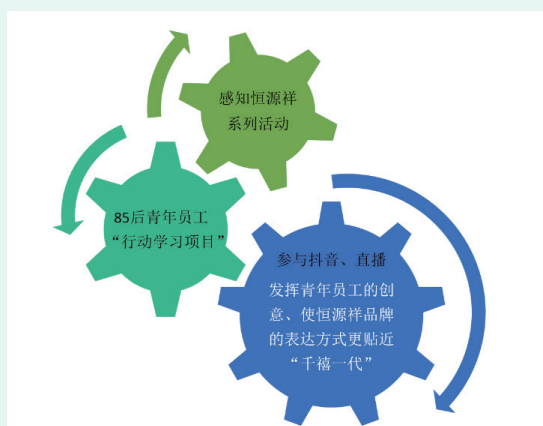 感知恒源祥
系列活动
85后青年员工
“行动学习项目”
参与抖音、直播
发挥青年员工的创
意、使恒源祥品牌
的表达方式更贴近
“千禧一代”